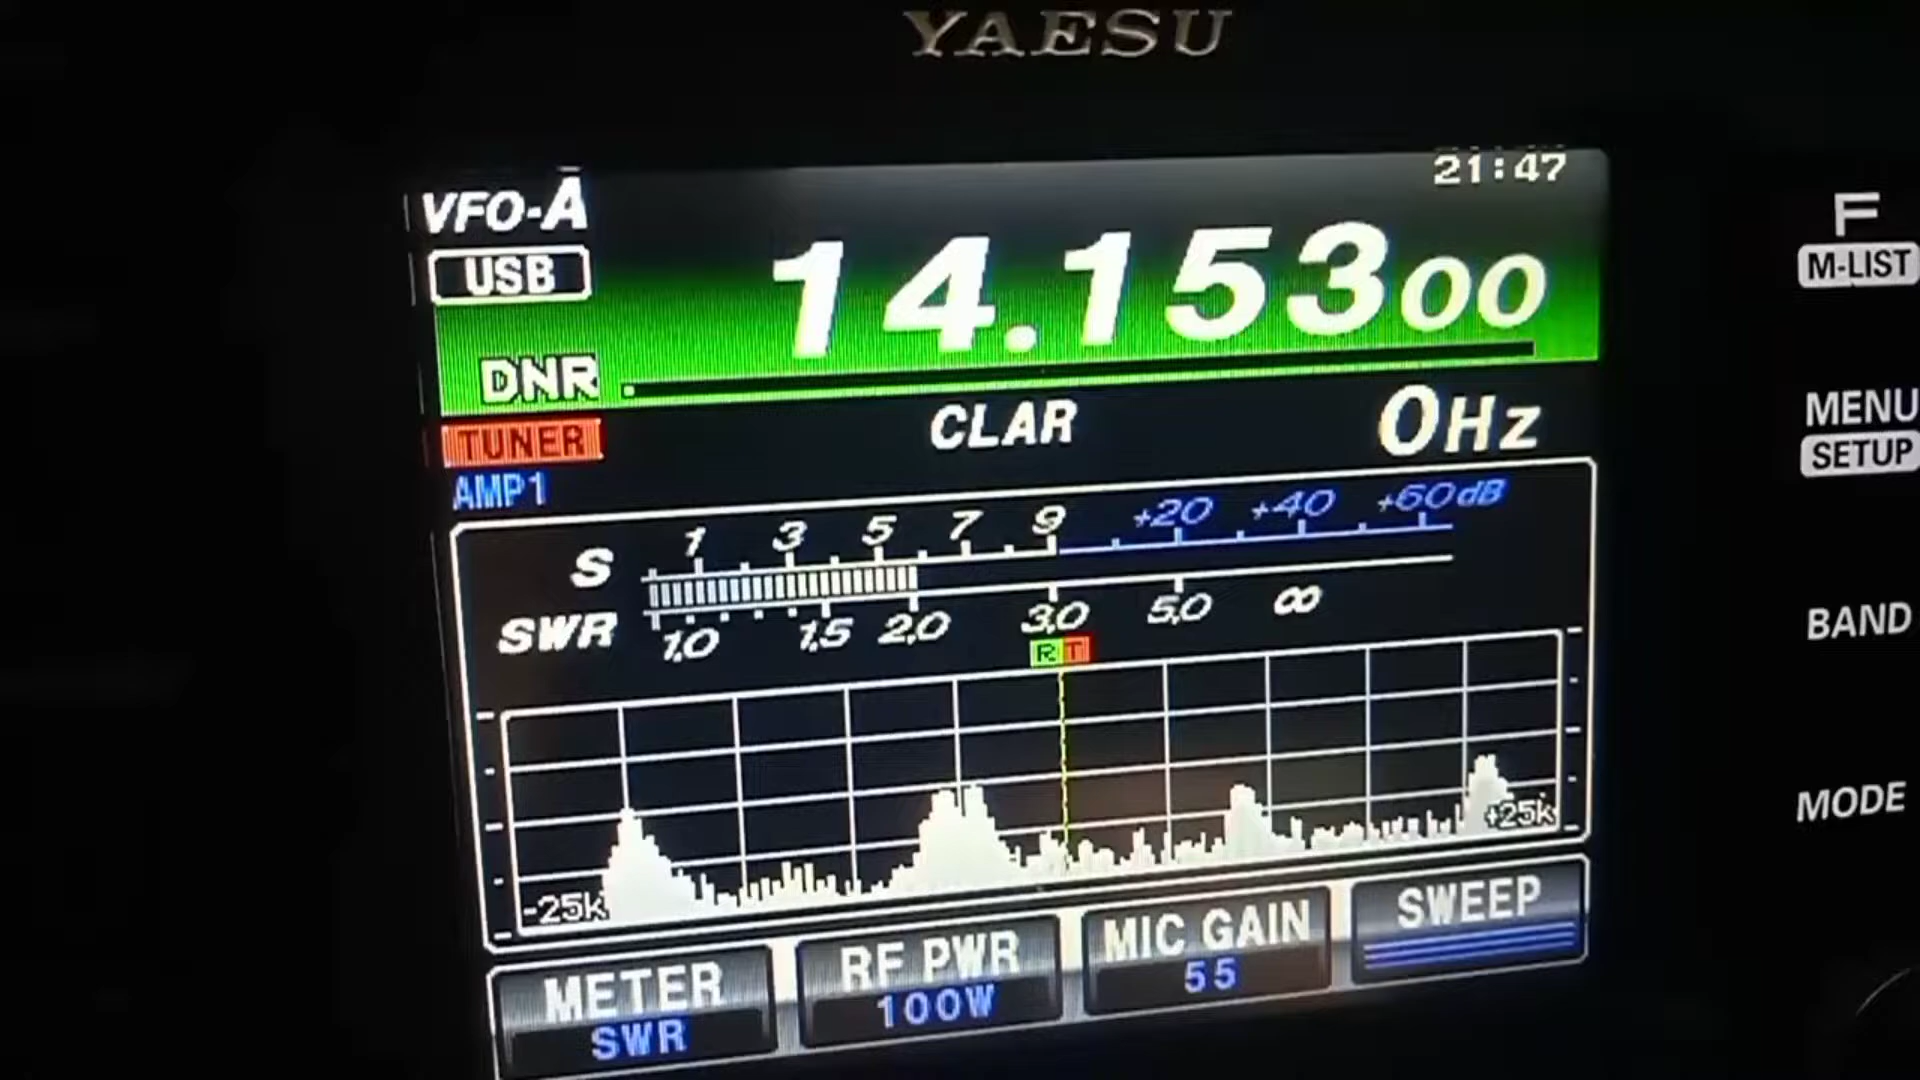 YAESU
21:47
VFO-A
USB
14.15300
DNR
TUNER
CLAR
0Hz
AMP1
S 1 3 5 7 9 +20 +40 +60dB
SWR 1.0 1.5 2.0 3.0 5.0 ∞
R T
-25k
+25k
METER
SWR
RF PWR
100W
MIC GAIN
55
SWEEP
F
M-LIST
MENU
SETUP
BAND
MODE